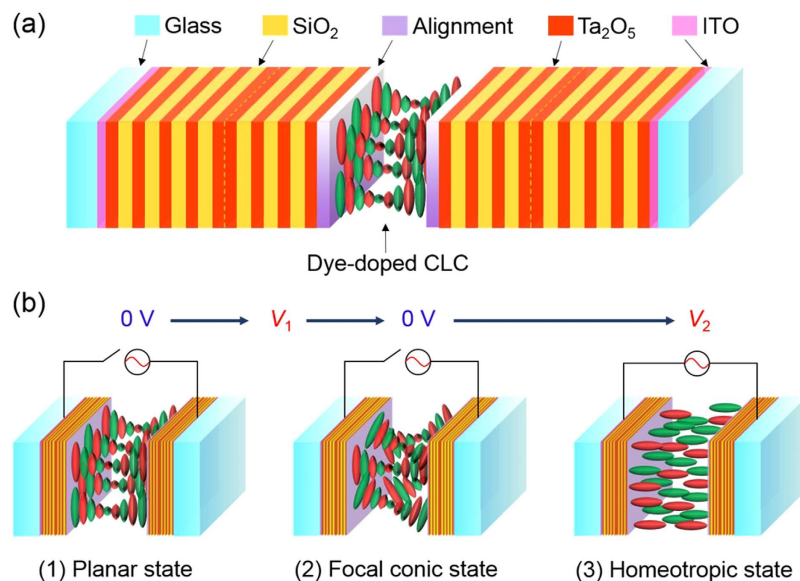 (a)
Glass SiO₂ Alignment Ta₂O₅ ITO
Dye-doped CLC
(b)
0 V V₁ 0 V V₂
(1) Planar state (2) Focal conic state (3) Homeotropic state